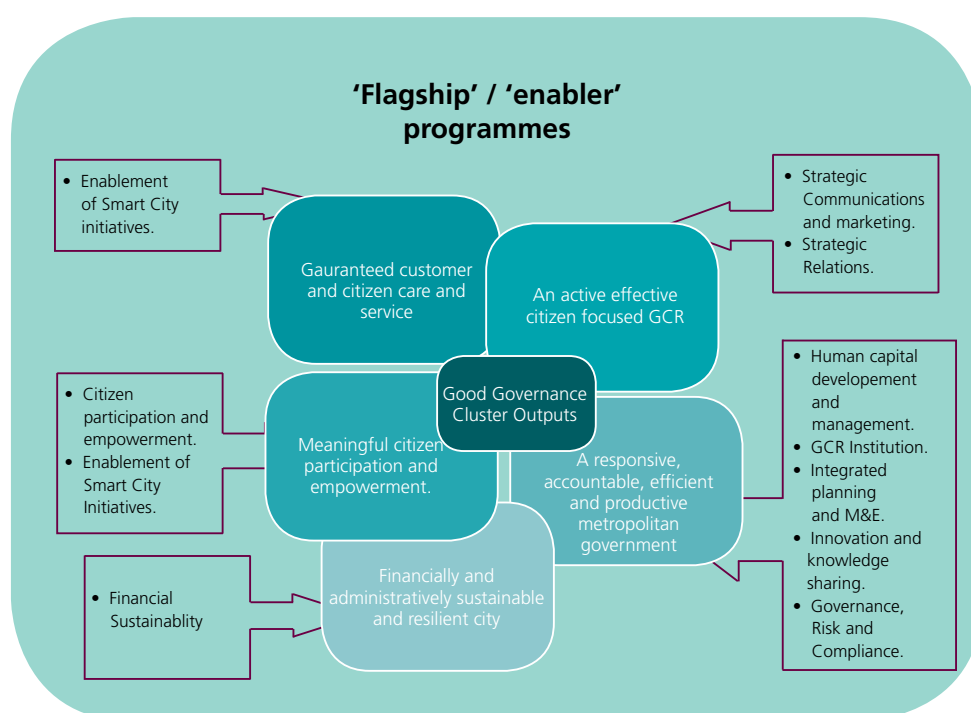 'Flagship' / 'enabler'
programmes
• Enablement
of Smart City
initiatives.
Gauranteed customer
and citizen care and
service
• Strategic
Communications
and marketing.
• Strategic
Relations.
An active effective
citizen focused GCR
Good Governance
Cluster Outputs
• Citizen
participation and
empowerment.
• Enablement of
Smart City
Initiatives.
Meaningful citizen
participation and
empowerment.
• Human capital
developement
and
management.
• GCR Institution.
• Integrated
planning
and M&E.
• Innovation and
knowledge
sharing.
• Governance,
Risk and
Compliance.
A responsive,
accountable, efficient
and productive
metropolitan
government
• Financial
Sustainablity
Financially and
administratively sustainable
and resilient city